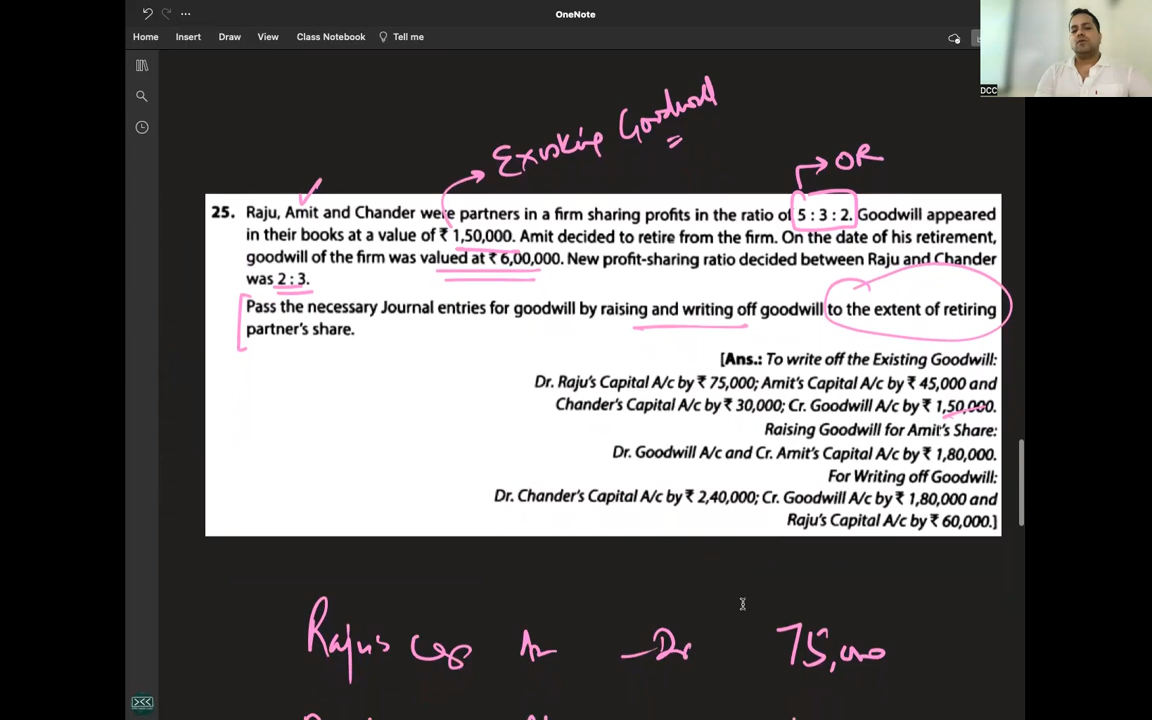 OneNote
Home Insert Draw View Class Notebook Tell me
DCC
Existing Goodwill
OR
25. Raju, Amit and Chander were partners in a firm sharing profits in the ratio of 5 : 3 : 2. Goodwill appeared
in their books at a value of ₹ 1,50,000. Amit decided to retire from the firm. On the date of his retirement,
goodwill of the firm was valued at ₹ 6,00,000. New profit-sharing ratio decided between Raju and Chander
was 2 : 3.
Pass the necessary Journal entries for goodwill by raising and writing off goodwill to the extent of retiring
partner's share.
[Ans.: To write off the Existing Goodwill:
Dr. Raju's Capital A/c by ₹ 75,000; Amit's Capital A/c by ₹ 45,000 and
Chander's Capital A/c by ₹ 30,000; Cr. Goodwill A/c by ₹ 1,50,000.
Raising Goodwill for Amit's Share:
Dr. Goodwill A/c and Cr. Amit's Capital A/c by ₹ 1,80,000.
For Writing off Goodwill:
Dr. Chander's Capital A/c by ₹ 2,40,000; Cr. Goodwill A/c by ₹ 1,80,000 and
Raju's Capital A/c by ₹ 60,000.]
Raju's Cap A/c —Dr 75,000